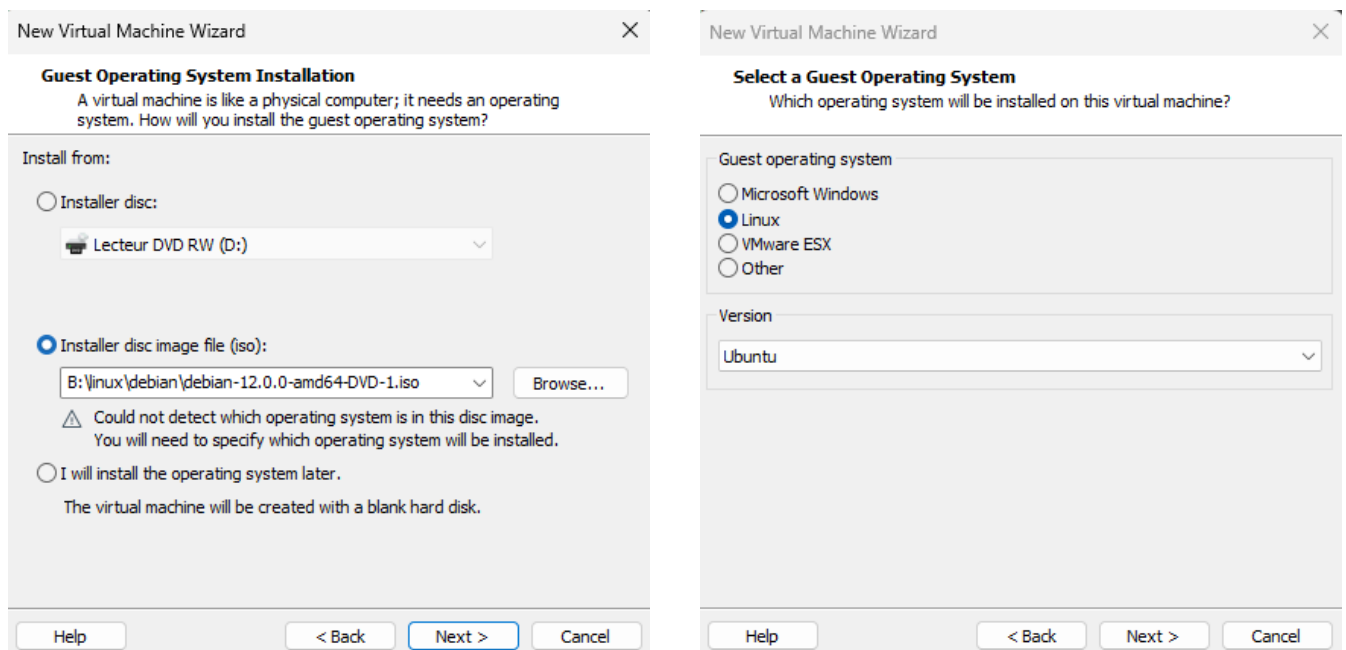 New Virtual Machine Wizard
Guest Operating System Installation
A virtual machine is like a physical computer; it needs an operating
system. How will you install the guest operating system?
Install from:
Installer disc:
Lecteur DVD RW (D:)
Installer disc image file (iso):
B:\linux\debian\debian-12.0.0-amd64-DVD-1.iso
Browse...
Could not detect which operating system is in this disc image.
You will need to specify which operating system will be installed.
I will install the operating system later.
The virtual machine will be created with a blank hard disk.
Help
< Back
Next >
Cancel
New Virtual Machine Wizard
Select a Guest Operating System
Which operating system will be installed on this virtual machine?
Guest operating system
Microsoft Windows
Linux
VMware ESX
Other
Version
Ubuntu
Help
< Back
Next >
Cancel